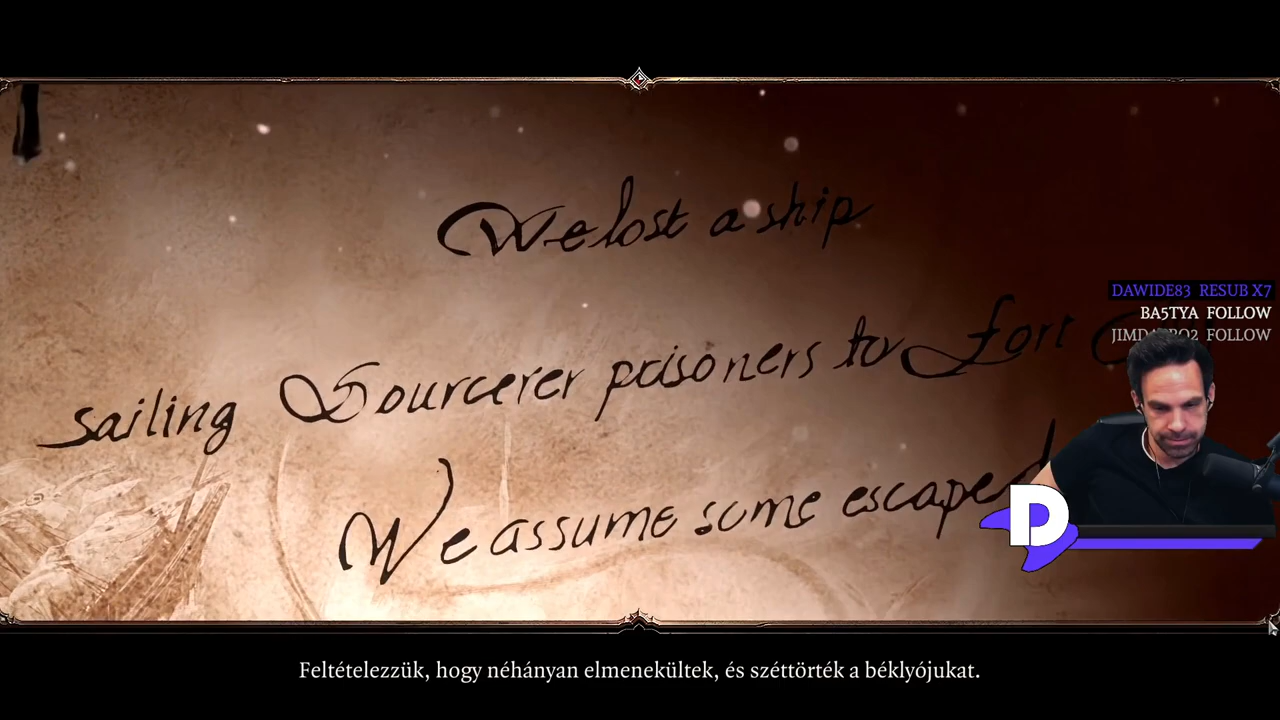 We lost a ship
sailing Sourcerer prisoners to Fort
We assume some escaped
DAWIDE83 RESUB X7
BA5TYA FOLLOW
FOLLOW
D
Feltételezzük, hogy néhányan elmenekültek, és széttörték a béklyójukat.